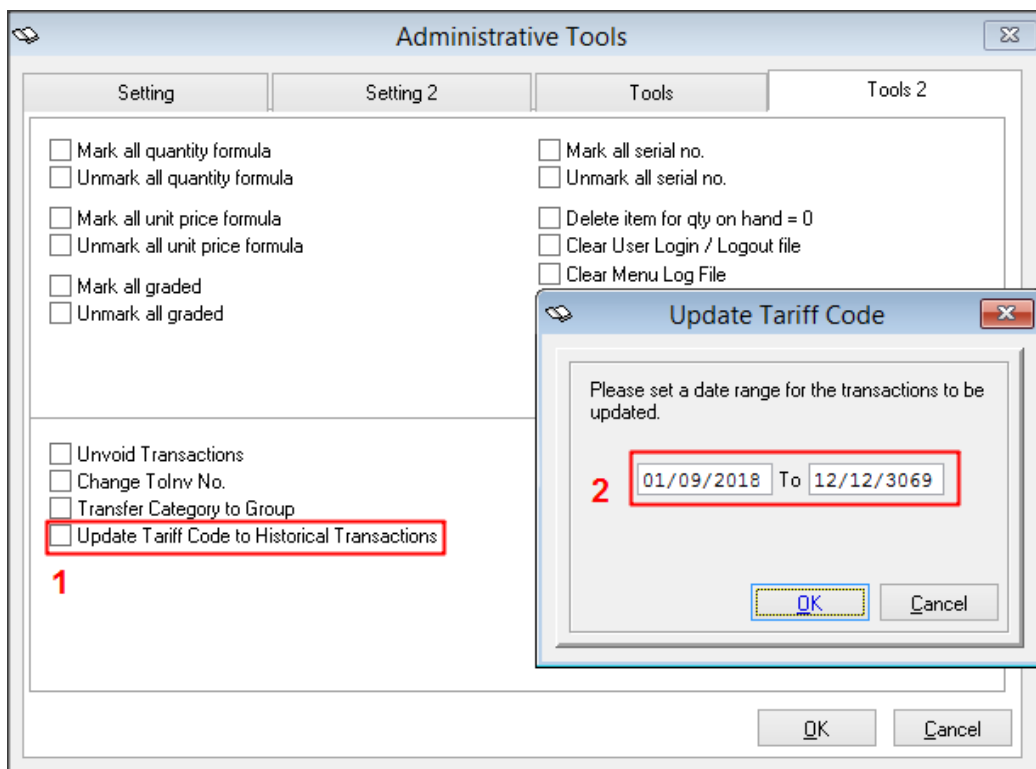 Administrative Tools
Setting
Setting 2
Tools
Tools 2
Mark all quantity formula
Unmark all quantity formula
Mark all unit price formula
Unmark all unit price formula
Mark all graded
Unmark all graded
Mark all serial no.
Unmark all serial no.
Delete item for qty on hand = 0
Clear User Login / Logout file
Clear Menu Log File
Unvoid Transactions
Change ToInv No.
Transfer Category to Group
Update Tariff Code to Historical Transactions
1
Update Tariff Code
Please set a date range for the transactions to be
updated.
2 01/09/2018 To 12/12/3069
OK Cancel
OK Cancel